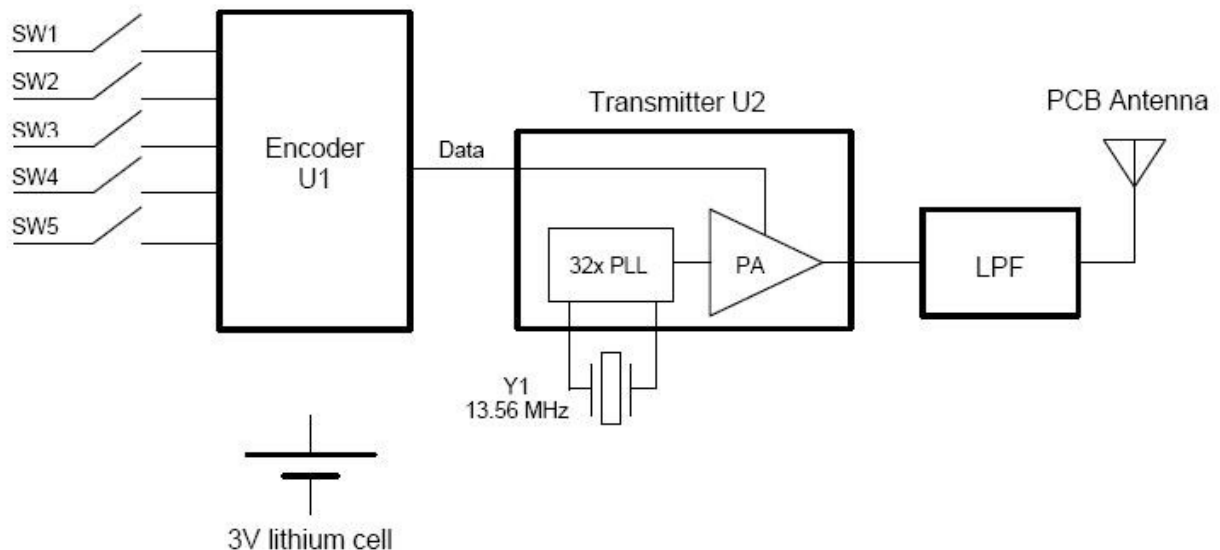 SW1
SW2
SW3
SW4
SW5
Encoder
U1
Data
Transmitter U2
32x PLL
PA
Y1
13.56 MHz
LPF
PCB Antenna
3V lithium cell